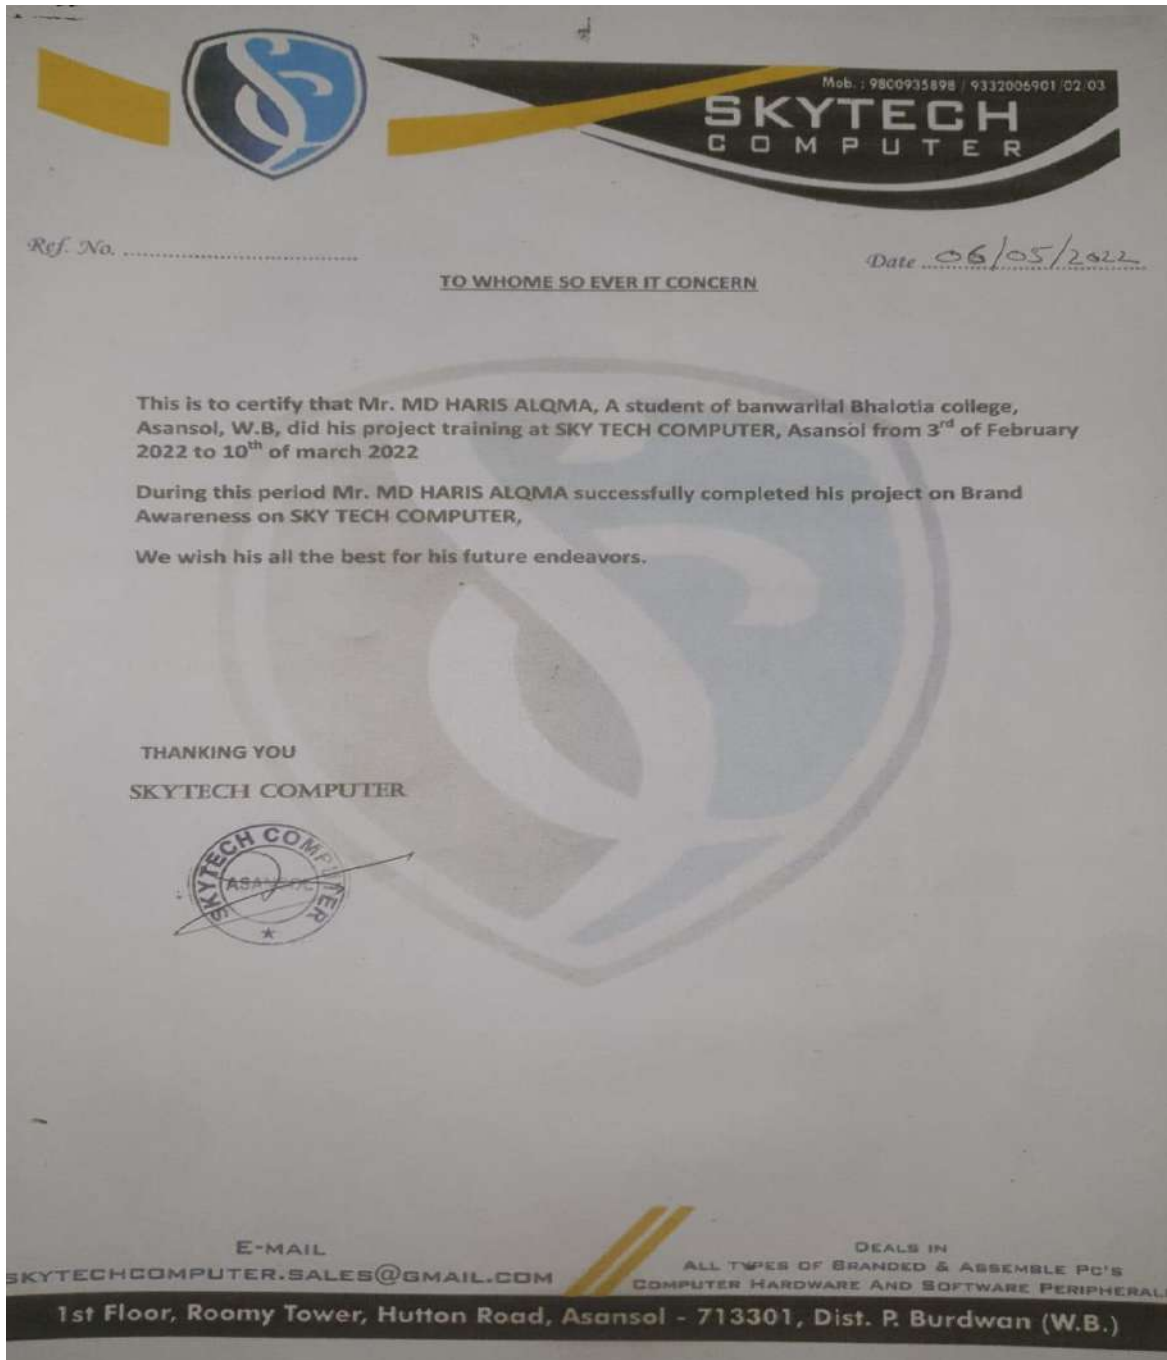 Mob. : 9800935898 / 9332006901/02/03
SKYTECH
COMPUTER
Ref. No. ........................................
Date 06/05/2022
TO WHOME SO EVER IT CONCERN
This is to certify that Mr. MD HARIS ALQMA, A student of banwarilal Bhalotia college,
Asansol, W.B, did his project training at SKY TECH COMPUTER, Asansol from 3rd of February
2022 to 10th of march 2022
During this period Mr. MD HARIS ALQMA successfully completed his project on Brand
Awareness on SKY TECH COMPUTER,
We wish his all the best for his future endeavors.
THANKING YOU
SKYTECH COMPUTER
SKYTECH COMPUTER
ASANSOL
E-MAIL
SKYTECHCOMPUTER.SALES@GMAIL.COM
DEALS IN
ALL TYPES OF BRANDED & ASSEMBLE PC'S
COMPUTER HARDWARE AND SOFTWARE PERIPHERAL
1st Floor, Roomy Tower, Hutton Road, Asansol - 713301, Dist. P. Burdwan (W.B.)